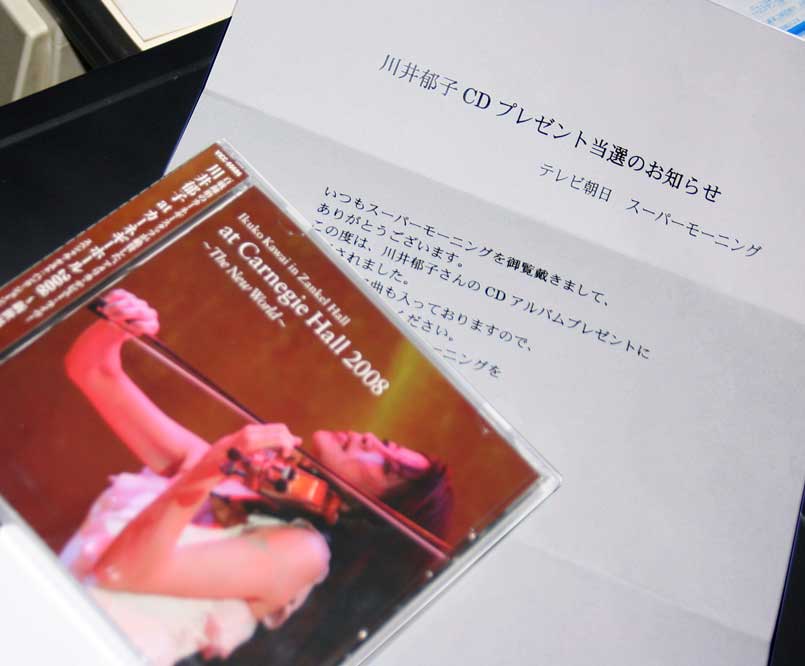 川井郁子 CD プレゼント当選のお知らせ
テレビ朝日 スーパーモーニング
いつもスーパーモーニングを御覧戴きまして、
ありがとうございます。
この度は、川井郁子さんの CD アルバムプレゼントに
されました。
曲も入っておりますので、
ください。
ーニングを
川井郁子 at カーネギーホール 2008
Ikuko Kawai in Zankel Hall
at Carnegie Hall 2008
~The New World~